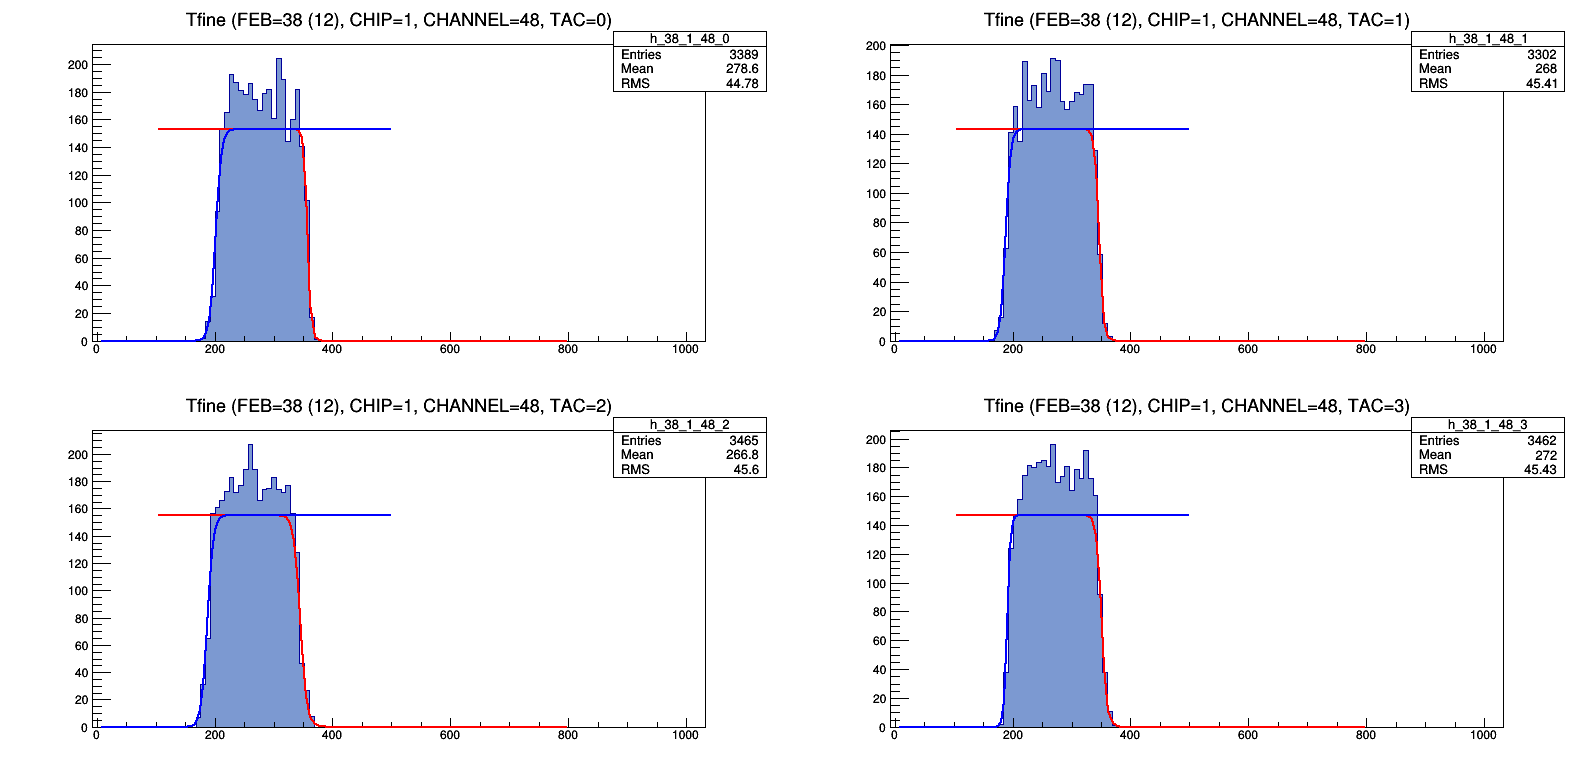 Tfine (FEB=38 (12), CHIP=1, CHANNEL=48, TAC=0)
h_38_1_48_0
Entries 3389
Mean 278.6
RMS 44.78
200
180
160
140
120
100
80
60
40
20
0
0 200 400 600 800 1000
Tfine (FEB=38 (12), CHIP=1, CHANNEL=48, TAC=1)
h_38_1_48_1
Entries 3302
Mean 268
RMS 45.41
200
180
160
140
120
100
80
60
40
20
0
0 200 400 600 800 1000
Tfine (FEB=38 (12), CHIP=1, CHANNEL=48, TAC=2)
h_38_1_48_2
Entries 3465
Mean 266.8
RMS 45.6
200
180
160
140
120
100
80
60
40
20
0
0 200 400 600 800 1000
Tfine (FEB=38 (12), CHIP=1, CHANNEL=48, TAC=3)
h_38_1_48_3
Entries 3462
Mean 272
RMS 45.43
200
180
160
140
120
100
80
60
40
20
0
0 200 400 600 800 1000